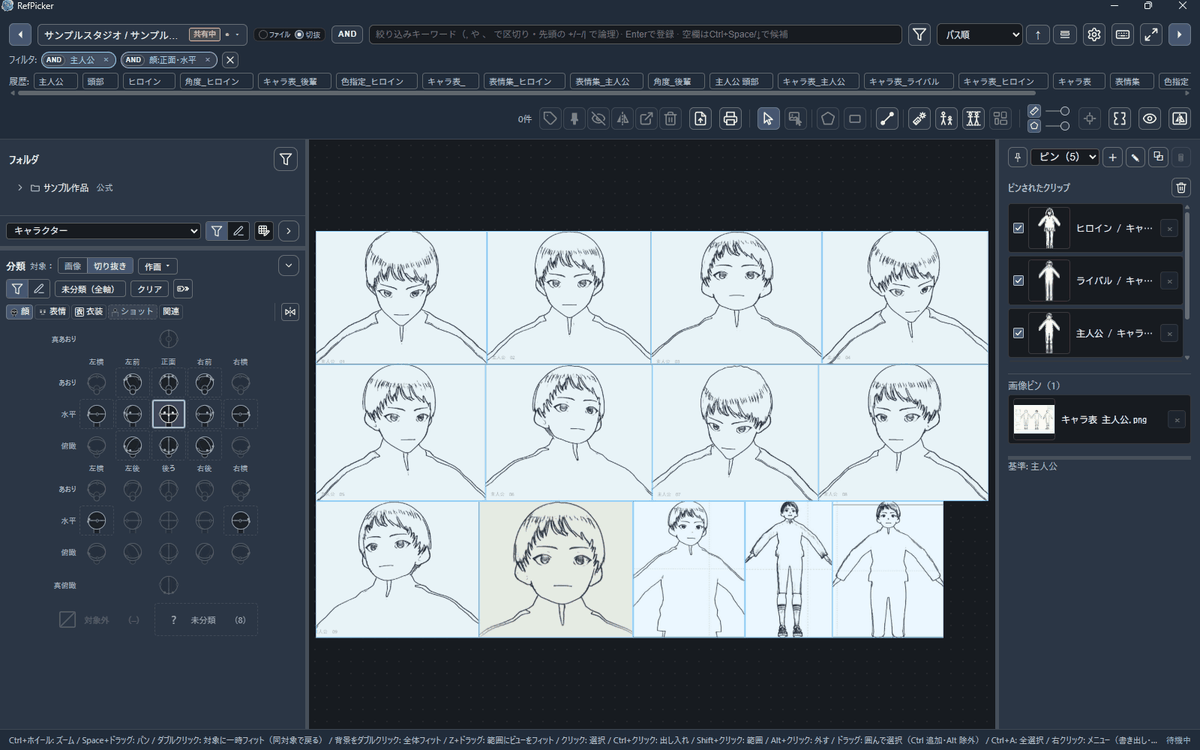 RefPicker
サンプルスタジオ / サンプル… 共有中
ファイル 切抜 AND 絞り込みキーワード（, や 、 で区切り・先頭の +/−/| で論理）· Enterで登録 · 空欄はCtrl+Space/↓で候補 パス順
フィルタ: AND 主人公 × AND 顔:正面·水平 ×
履歴: 主人公 頭部 ヒロイン 角度_ヒロイン キャラ表_後輩 色指定_ヒロイン キャラ表_ 表情集_ヒロイン 表情集_主人公 角度_後輩 主人公 頭部 キャラ表_主人公 キャラ表_ライバル キャラ表_ヒロイン キャラ表 表情集 色指定
0件
フォルダ
サンプル作品 公式
キャラクター
分類 対象: 画像 切り抜き 作画
未分類（全軸） クリア
顔 表情 衣装 ショット 関連
真あおり
左横 左前 正面 右前 右横
あおり
水平
俯瞰
左横 左後 後ろ 右後 右横
あおり
水平
俯瞰
真俯瞰
対象外 (–) ? 未分類 (8)
ピン（5）
ピンされたクリップ
ヒロイン / キャ… ×
ライバル / キャ… ×
主人公 / キャラ… ×
画像ピン（1）
キャラ表 主人公.png ×
基準: 主人公
Ctrl+ホイール: ズーム / Space+ドラッグ: パン / ダブルクリック: 対象に一時フィット（同対象で戻る） / 背景をダブルクリック: 全体フィット / Z+ドラッグ: 範囲にビューをフィット / クリック: 選択 / Ctrl+クリック: 出し入れ / Shift+クリック: 範囲 / Alt+クリック: 外す / ドラッグ: 囲んで選択（Ctrl 追加·Alt 除外） / Ctrl+A: 全選択 / 右クリック: メニュー（書き出し·… 待機中